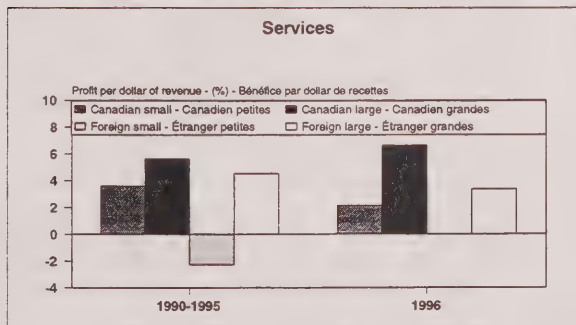 Services
Profit per dollar of revenue - (%) - Bénéfice par dollar de recettes
Canadian small - Canadien petites
Canadian large - Canadien grandes
Foreign small - Étranger petites
Foreign large - Étranger grandes
10
8
6
4
2
0
-2
-4
1990-1995
1996